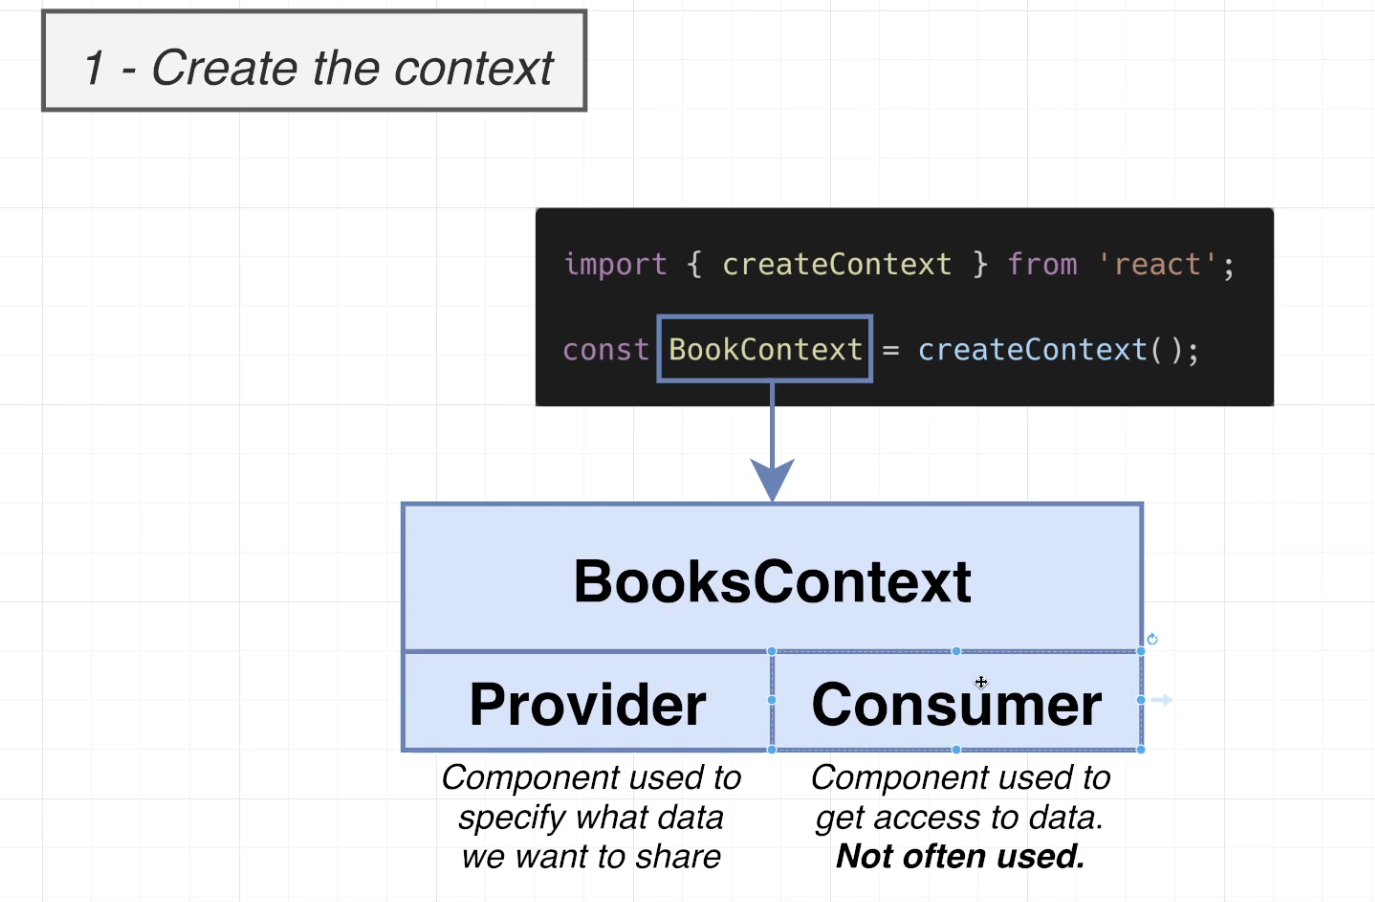 1 - Create the context
import { createContext } from 'react';
const BookContext = createContext();
BooksContext
Provider
Consumer
Component used to
specify what data
we want to share
Component used to
get access to data.
Not often used.